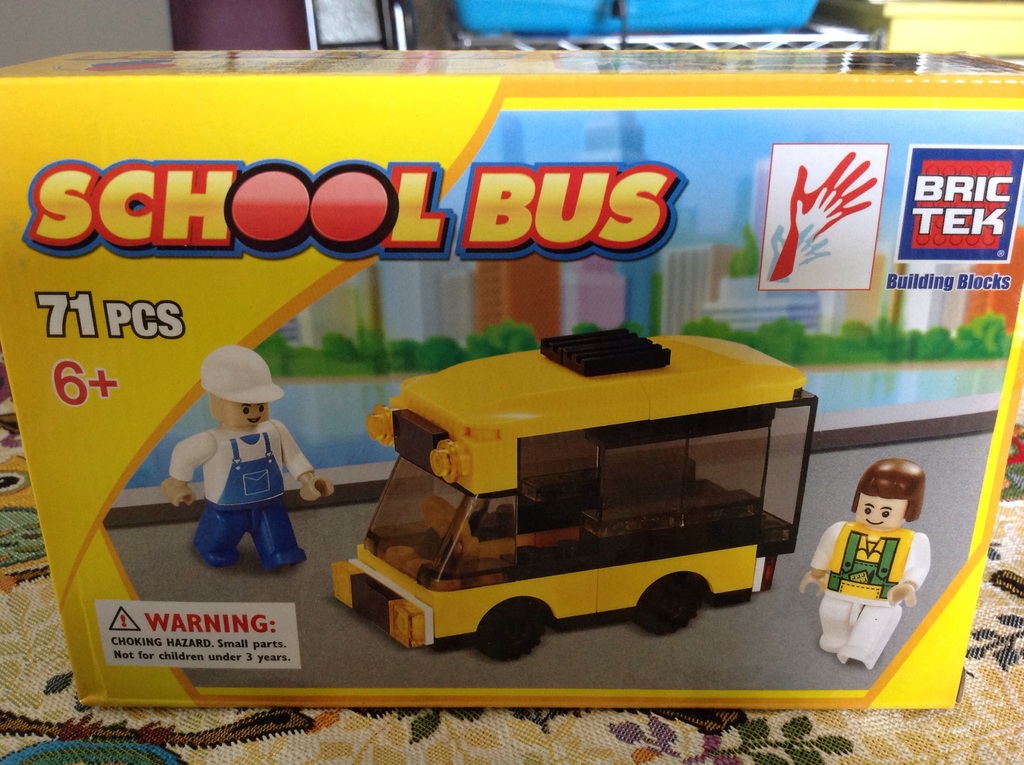 SCHOOL BUS
BRIC
TEK®
Building Blocks
71 PCS
6+
WARNING:
CHOKING HAZARD. Small parts.
Not for children under 3 years.